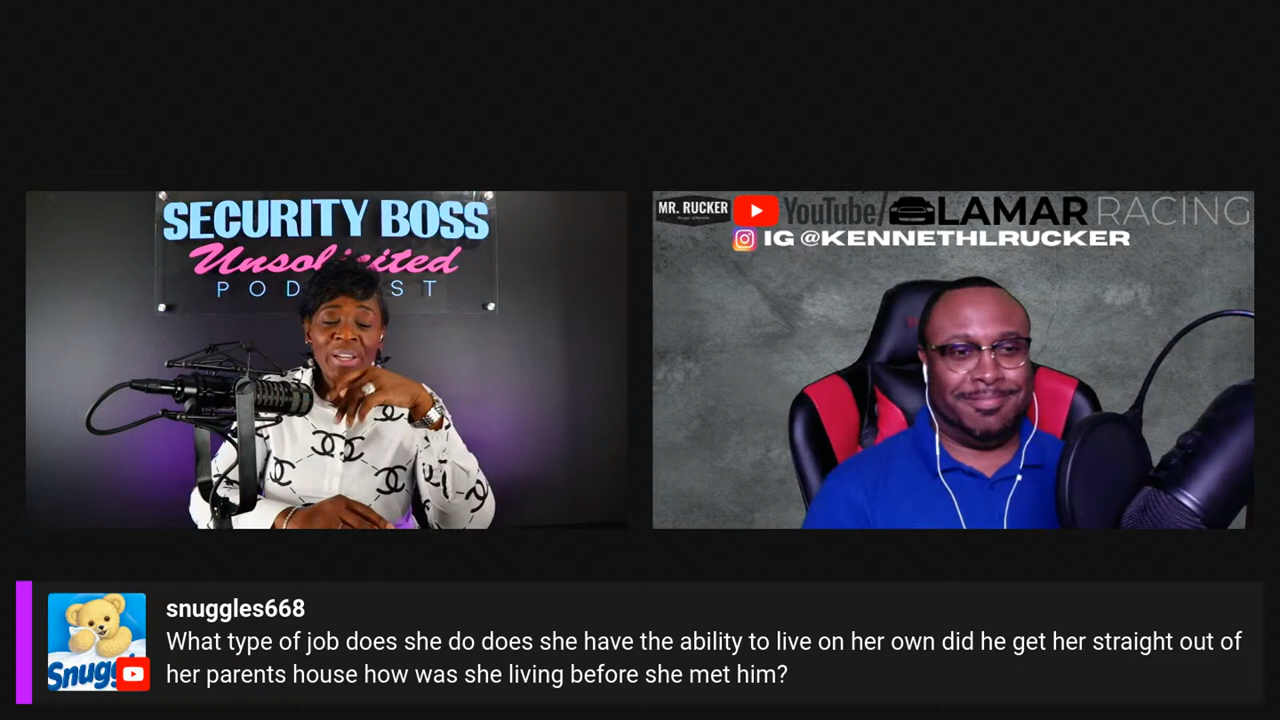 SECURITY BOSS
Unsolicited
PODCAST
MR. RUCKER
YouTube/LAMAR RACING
IG @KENNETHLRUCKER
snuggles668
What type of job does she do does she have the ability to live on her own did he get her straight out of
her parents house how was she living before she met him?